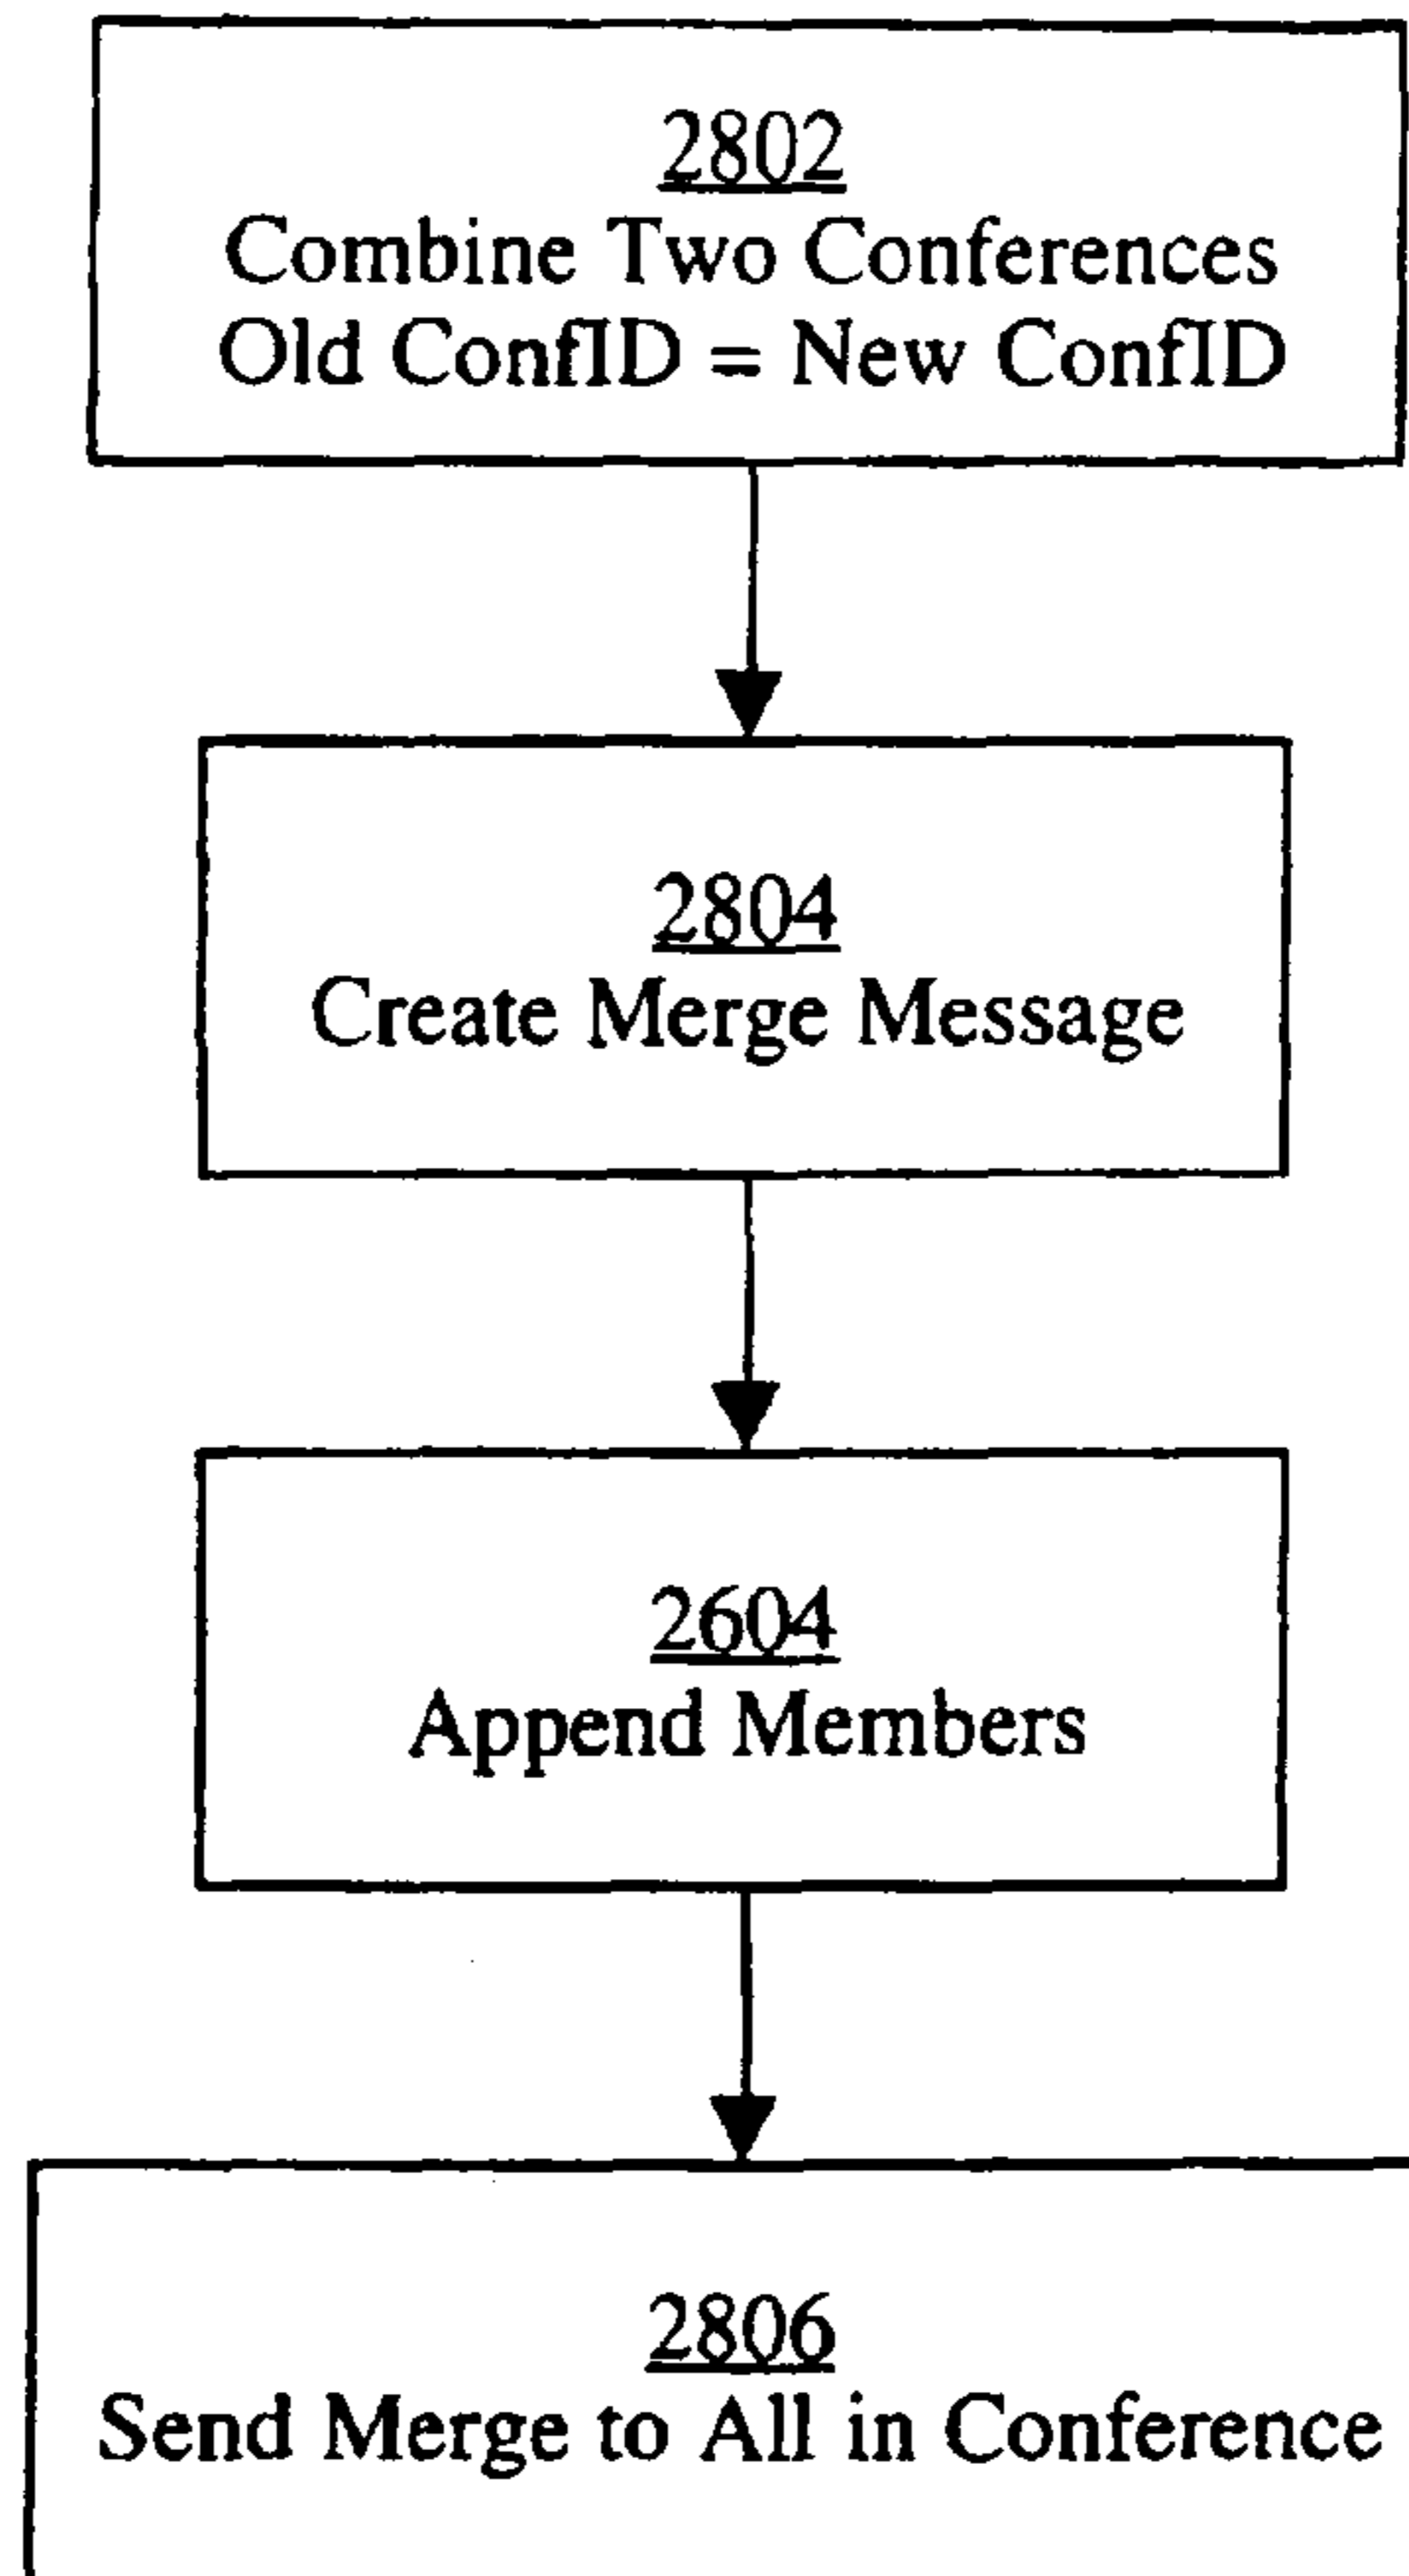 2802
Combine Two Conferences
Old ConfID = New ConfID
2804
Create Merge Message
2604
Append Members
2806
Send Merge to All in Conference